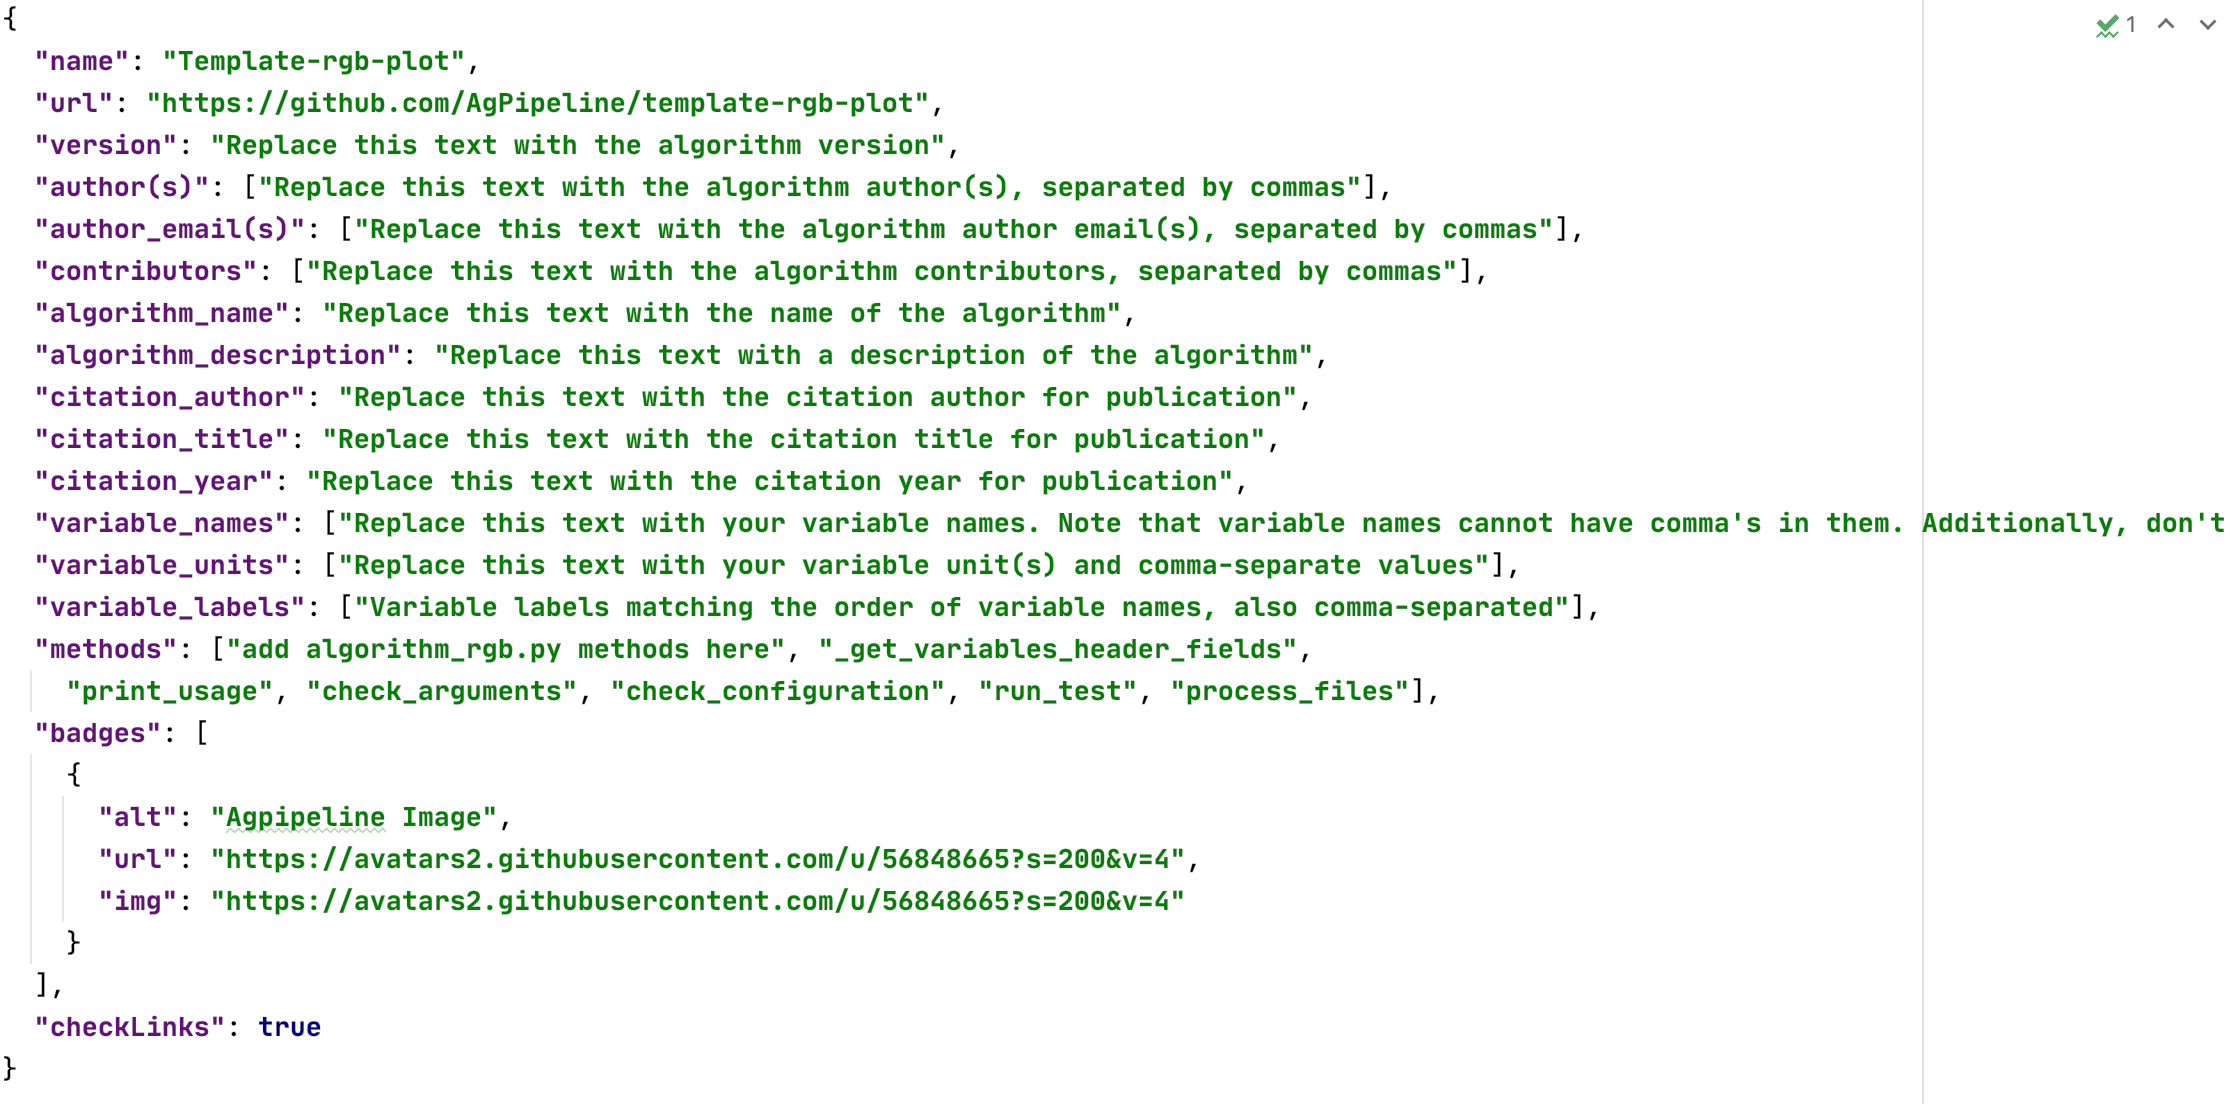 {
"name": "Template-rgb-plot",
"url": "https://github.com/AgPipeline/template-rgb-plot",
"version": "Replace this text with the algorithm version",
"author(s)": ["Replace this text with the algorithm author(s), separated by commas"],
"author_email(s)": ["Replace this text with the algorithm author email(s), separated by commas"],
"contributors": ["Replace this text with the algorithm contributors, separated by commas"],
"algorithm_name": "Replace this text with the name of the algorithm",
"algorithm_description": "Replace this text with a description of the algorithm",
"citation_author": "Replace this text with the citation author for publication",
"citation_title": "Replace this text with the citation title for publication",
"citation_year": "Replace this text with the citation year for publication",
"variable_names": ["Replace this text with your variable names. Note that variable names cannot have comma's in them. Additionally, don't
"variable_units": ["Replace this text with your variable unit(s) and comma-separate values"],
"variable_labels": ["Variable labels matching the order of variable names, also comma-separated"],
"methods": ["add algorithm_rgb.py methods here", "_get_variables_header_fields",
"print_usage", "check_arguments", "check_configuration", "run_test", "process_files"],
"badges": [
{
"alt": "Agpipeline Image",
"url": "https://avatars2.githubusercontent.com/u/56848665?s=200&v=4",
"img": "https://avatars2.githubusercontent.com/u/56848665?s=200&v=4"
}
],
"checkLinks": true
}
1